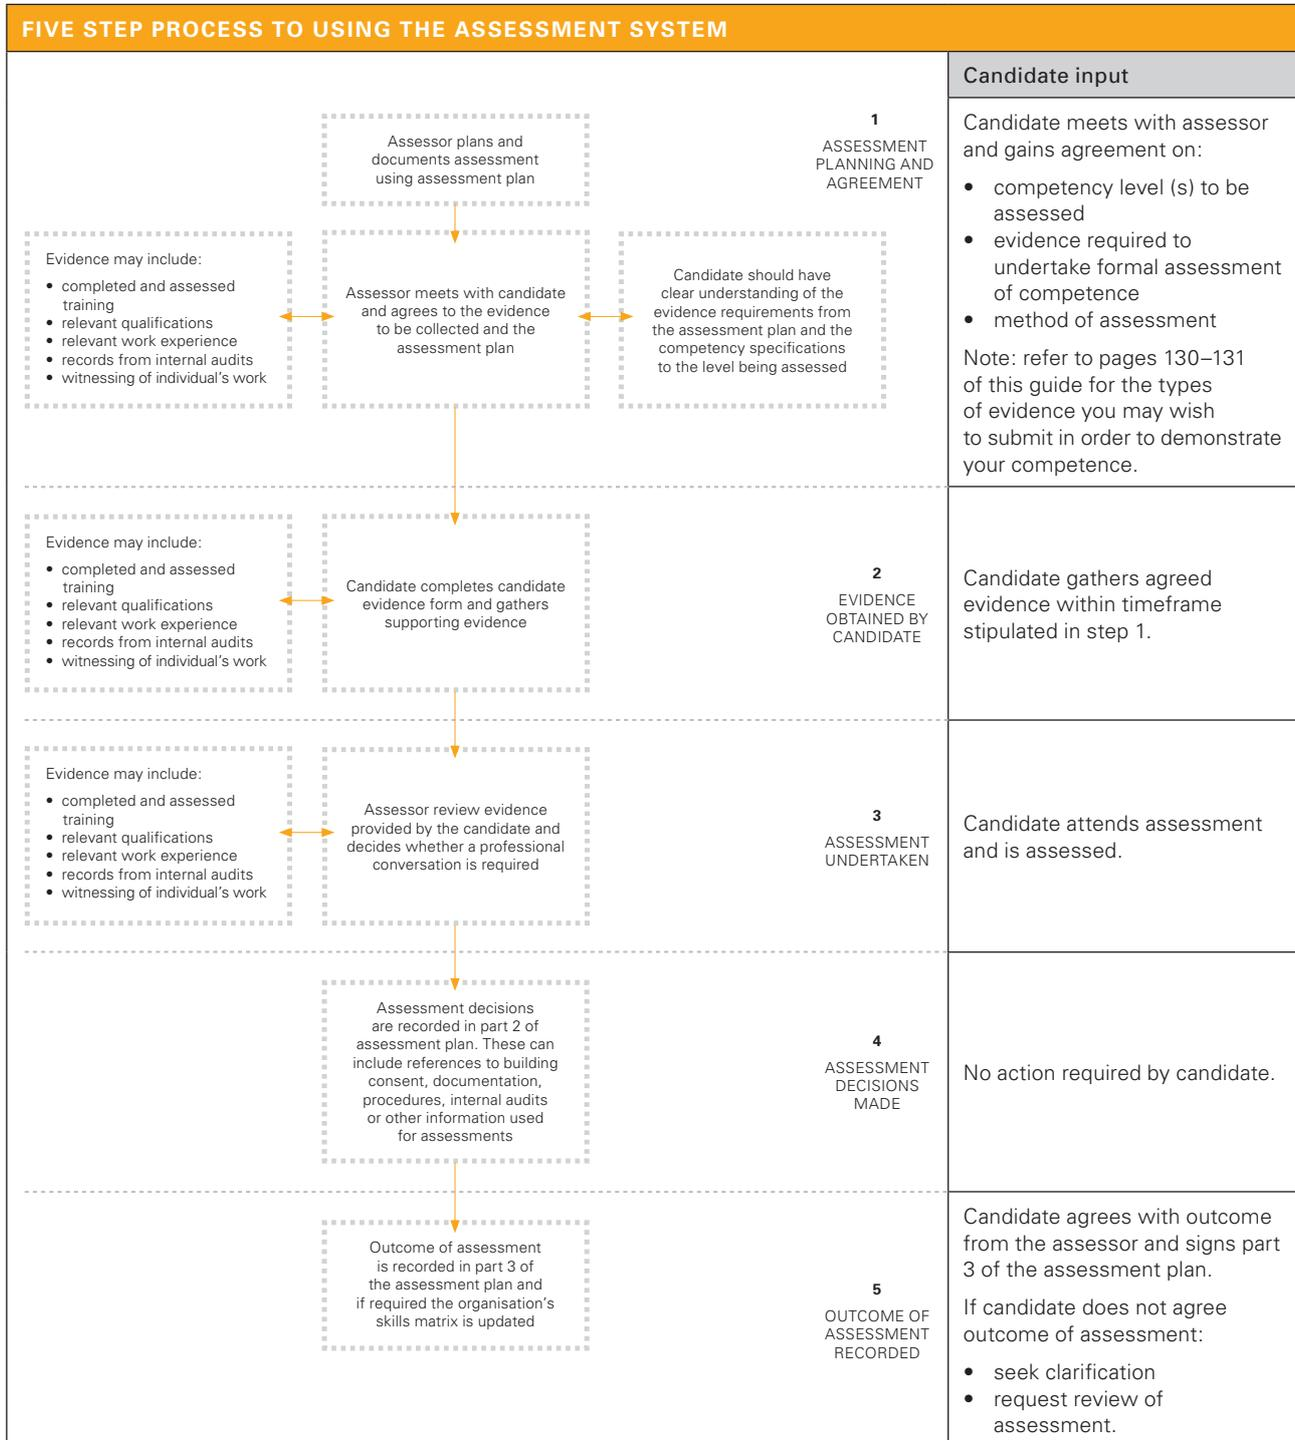 FIVE STEP PROCESS TO USING THE ASSESSMENT SYSTEM
Candidate input
Assessor plans and
documents assessment
using assessment plan
1
ASSESSMENT
PLANNING AND
AGREEMENT
Candidate meets with assessor
and gains agreement on:
• competency level (s) to be
assessed
• evidence required to
undertake formal assessment
of competence
• method of assessment
Note: refer to pages 130–131
of this guide for the types
of evidence you may wish
to submit in order to demonstrate
your competence.
Evidence may include:
• completed and assessed
training
• relevant qualifications
• relevant work experience
• records from internal audits
• witnessing of individual's work
Assessor meets with candidate
and agrees to the evidence
to be collected and the
assessment plan
Candidate should have
clear understanding of the
evidence requirements from
the assessment plan and the
competency specifications
to the level being assessed
Evidence may include:
• completed and assessed
training
• relevant qualifications
• relevant work experience
• records from internal audits
• witnessing of individual's work
Candidate completes candidate
evidence form and gathers
supporting evidence
2
EVIDENCE
OBTAINED BY
CANDIDATE
Candidate gathers agreed
evidence within timeframe
stipulated in step 1.
Evidence may include:
• completed and assessed
training
• relevant qualifications
• relevant work experience
• records from internal audits
• witnessing of individual's work
Assessor review evidence
provided by the candidate and
decides whether a professional
conversation is required
3
ASSESSMENT
UNDERTAKEN
Candidate attends assessment
and is assessed.
Assessment decisions
are recorded in part 2 of
assessment plan. These can
include references to building
consent, documentation,
procedures, internal audits
or other information used
for assessments
4
ASSESSMENT
DECISIONS
MADE
No action required by candidate.
Outcome of assessment
is recorded in part 3 of
the assessment plan and
if required the organisation's
skills matrix is updated
5
OUTCOME OF
ASSESSMENT
RECORDED
Candidate agrees with outcome
from the assessor and signs part
3 of the assessment plan.
If candidate does not agree
outcome of assessment:
• seek clarification
• request review of
assessment.